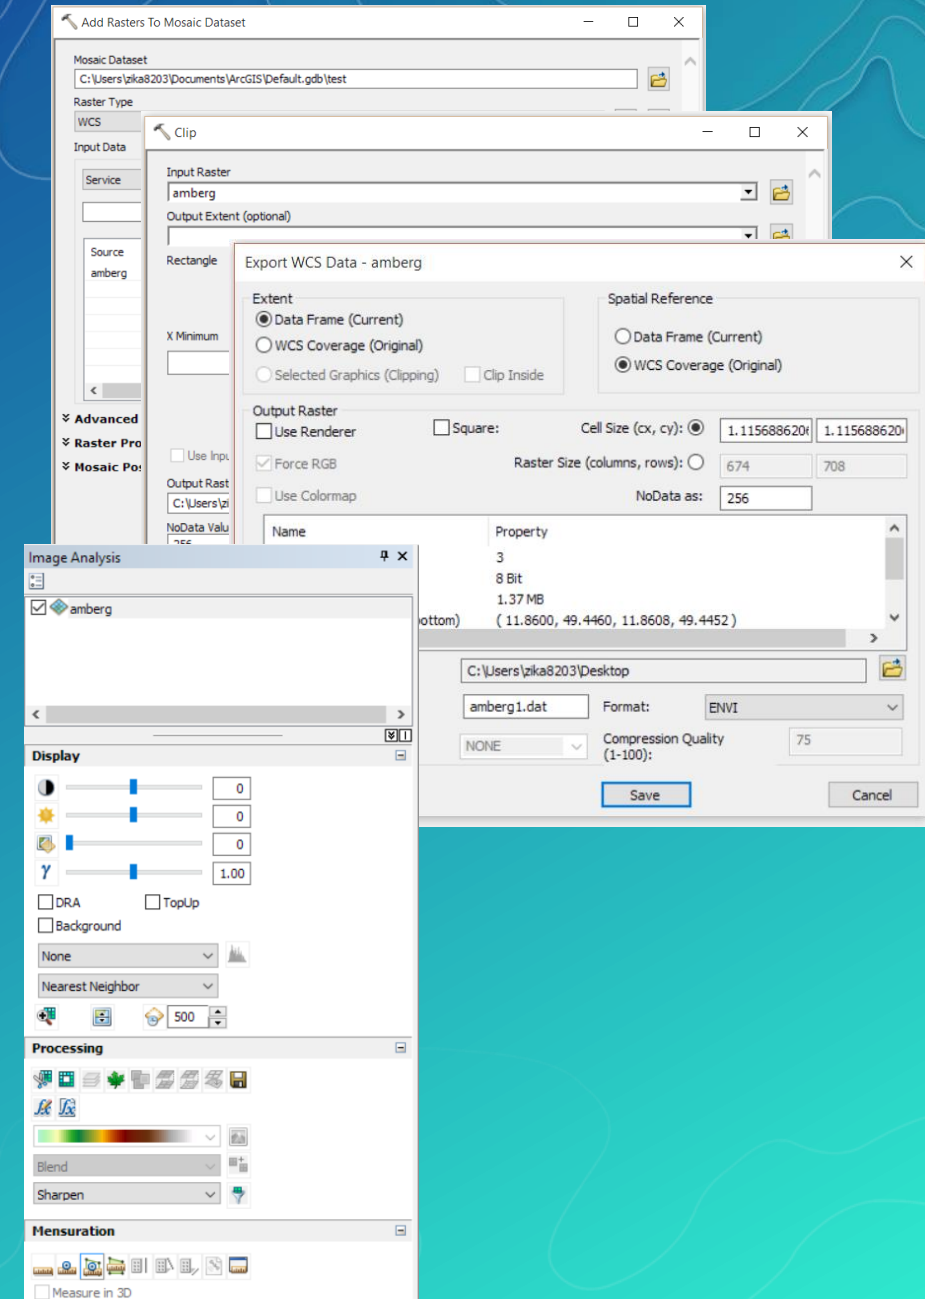 Add Rasters To Mosaic Dataset
Mosaic Dataset
C:\Users\zika8203\Documents\ArcGIS\Default.gdb\test
Raster Type
WCS
Input Data
Service
Source
amberg
Advanced
Raster Pro
Mosaic Pos
Clip
Input Raster
amberg
Output Extent (optional)
Rectangle
X Minimum
Use Inpu
Output Rast
C:\Users\zi
NoData Valu
256
Export WCS Data - amberg
Extent
Data Frame (Current)
WCS Coverage (Original)
Selected Graphics (Clipping) Clip Inside
Spatial Reference
Data Frame (Current)
WCS Coverage (Original)
Output Raster
Use Renderer Square: Cell Size (cx, cy): 1.115688620 1.115688620
Force RGB Raster Size (columns, rows): 674 708
Use Colormap NoData as: 256
Name Property
3
8 Bit
1.37 MB
ottom) ( 11.8600, 49.4460, 11.8608, 49.4452 )
C:\Users\zika8203\Desktop
amberg1.dat Format: ENVI
NONE Compression Quality (1-100): 75
Save Cancel
Image Analysis
amberg
Display
0
0
0
γ 1.00
DRA TopUp
Background
None
Nearest Neighbor
500
Processing
Blend
Sharpen
Mensuration
Measure in 3D